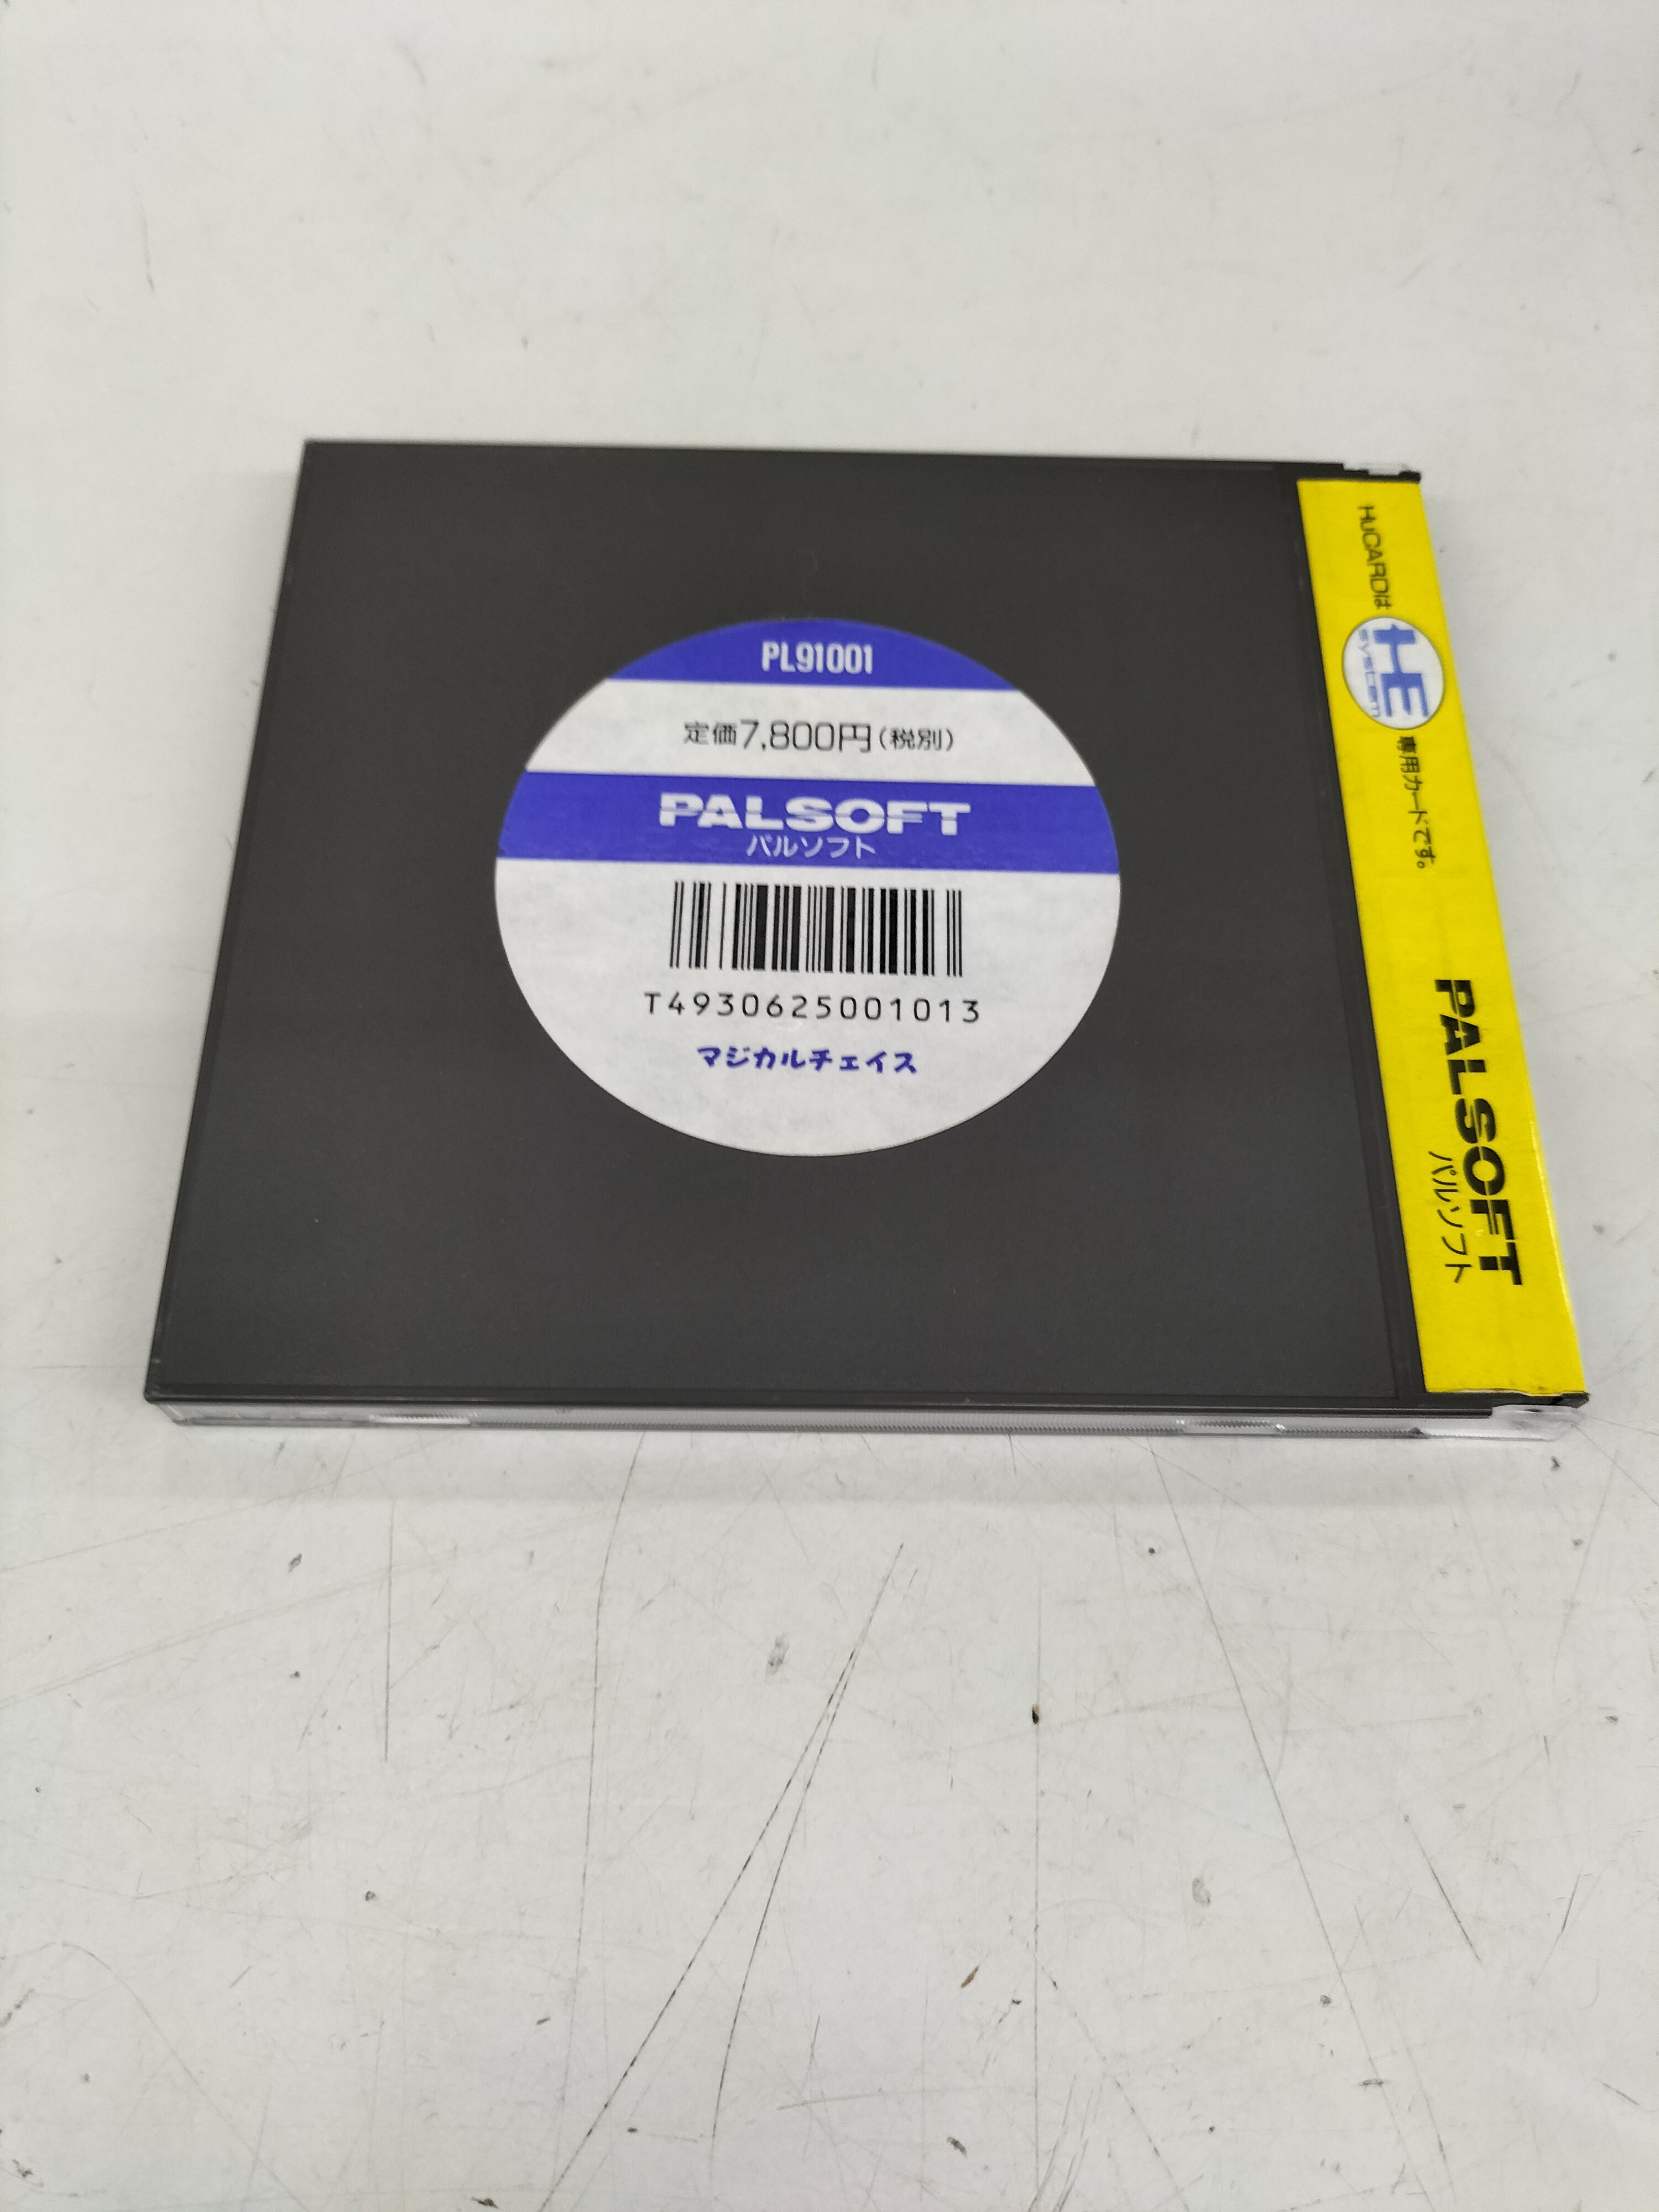 PL91001
定価7,800円(税別)
PALSOFT
パルソフト
T4930625001013
マジカルチェイス
HuCARDは
HE
system
専用カードです。
PALSOFT
パルソフト